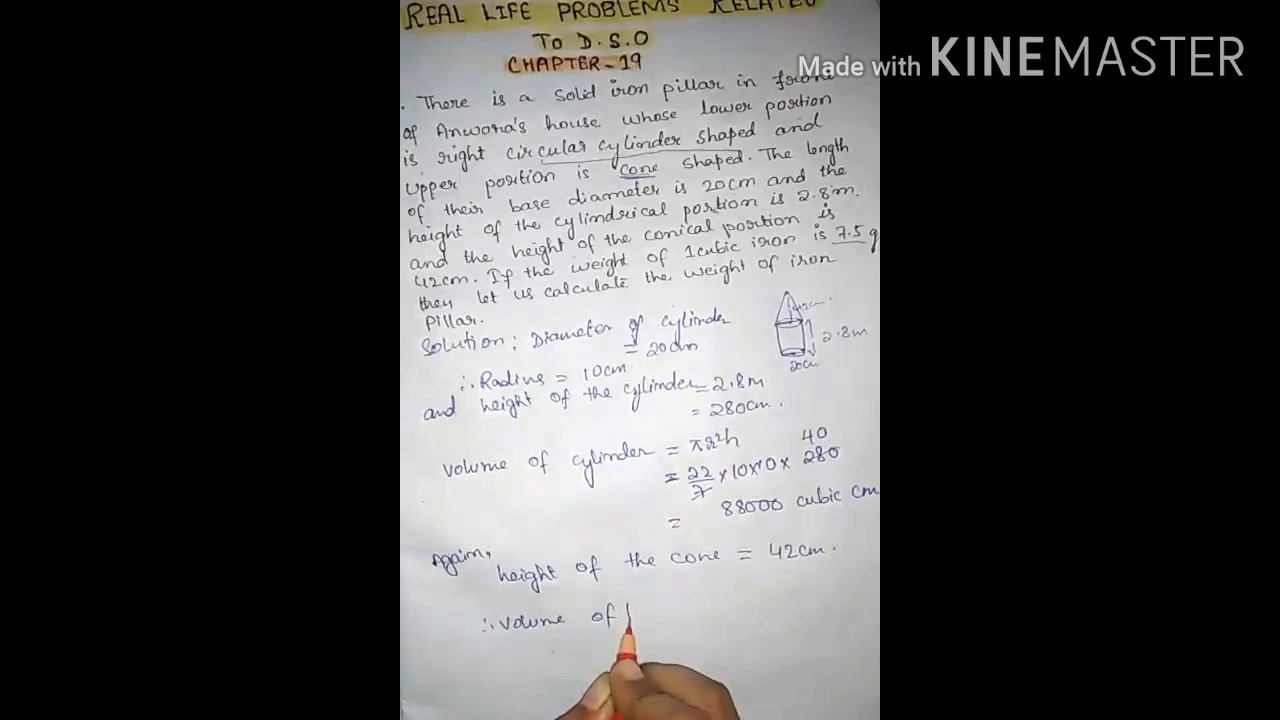 REAL LIFE PROBLEMS RELATED
TO D.S.O
CHAPTER-19
Made with KINEMASTER
. There is a solid iron pillar in front
of Anwora's house whose lower portion
is right circular cylinder shaped and
Upper portion is cone shaped. The length
of their base diameter is 20cm and the
height of the cylindrical portion is 2.8m.
and the height of the conical portion is
42cm. If the weight of 1cubic iron is 7.5 g
then let us calculate the weight of iron
Pillar.
Solution: Diameter of cylinder
= 20cm
∴ Radius = 10cm.
and height of the cylinder = 2.8m
= 280cm.
42cm.
2.8m
20cm
volume of cylinder = πr²h
40
= 22/7 × 10×10× 280
= 88000 cubic cm
Again,
height of the cone = 42cm.
∴ volume of